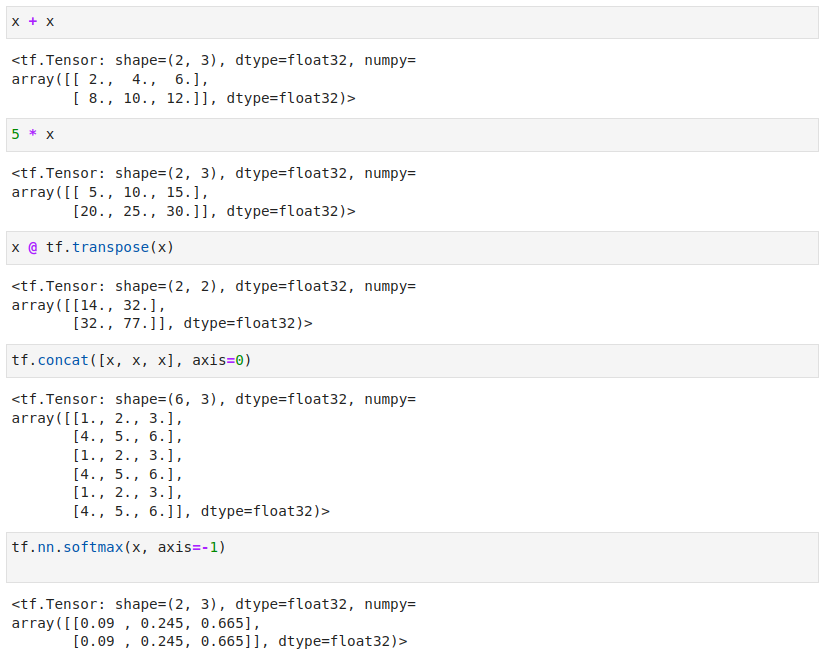 x + x
<tf.Tensor: shape=(2, 3), dtype=float32, numpy=
array([[ 2.,  4.,  6.],
       [ 8., 10., 12.]], dtype=float32)>
5 * x
<tf.Tensor: shape=(2, 3), dtype=float32, numpy=
array([[ 5., 10., 15.],
       [20., 25., 30.]], dtype=float32)>
x @ tf.transpose(x)
<tf.Tensor: shape=(2, 2), dtype=float32, numpy=
array([[14., 32.],
       [32., 77.]], dtype=float32)>
tf.concat([x, x, x], axis=0)
<tf.Tensor: shape=(6, 3), dtype=float32, numpy=
array([[1., 2., 3.],
       [4., 5., 6.],
       [1., 2., 3.],
       [4., 5., 6.],
       [1., 2., 3.],
       [4., 5., 6.]], dtype=float32)>
tf.nn.softmax(x, axis=-1)
<tf.Tensor: shape=(2, 3), dtype=float32, numpy=
array([[0.09 , 0.245, 0.665],
       [0.09 , 0.245, 0.665]], dtype=float32)>